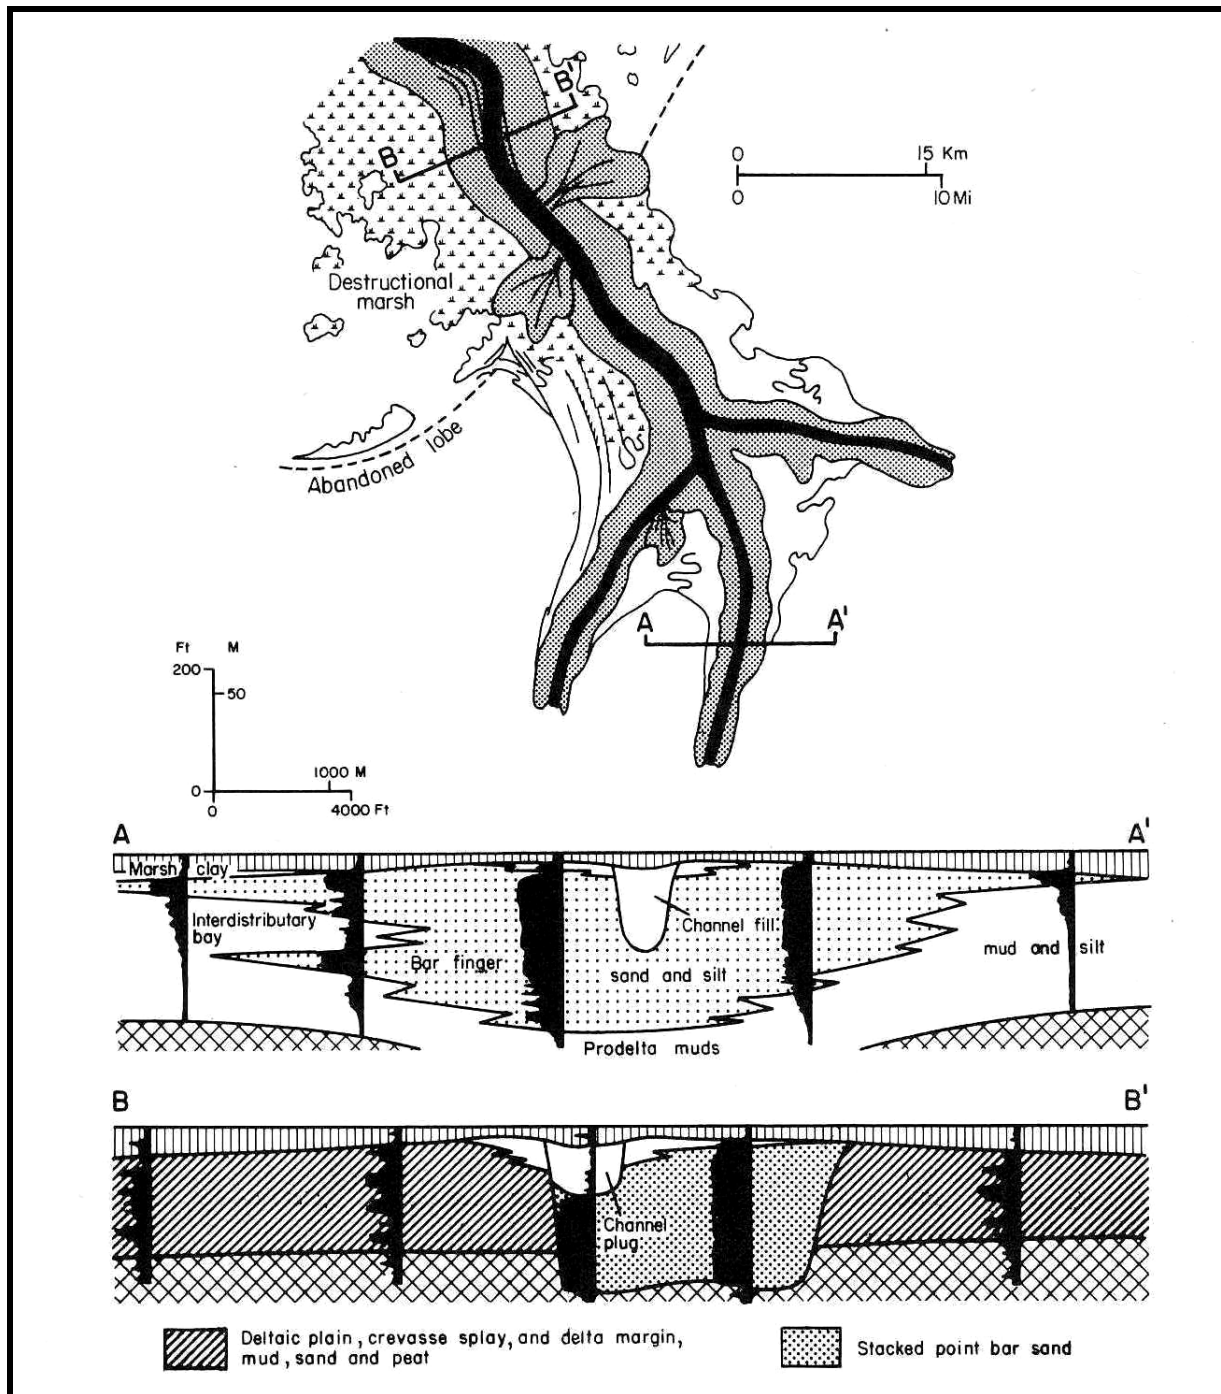 B'
B
0 15 Km
0 10 Mi
Destructional
marsh
Abandoned lobe
A A'
Ft M
200
50
1000 M
0
0 4000 Ft
A A'
Marsh clay
Interdistributary
bay
Channel fill
Bar finger sand and silt mud and silt
Prodelta muds
B B'
Channel
plug
Deltaic plain, crevasse splay, and delta margin,
mud, sand and peat
Stacked point bar sand